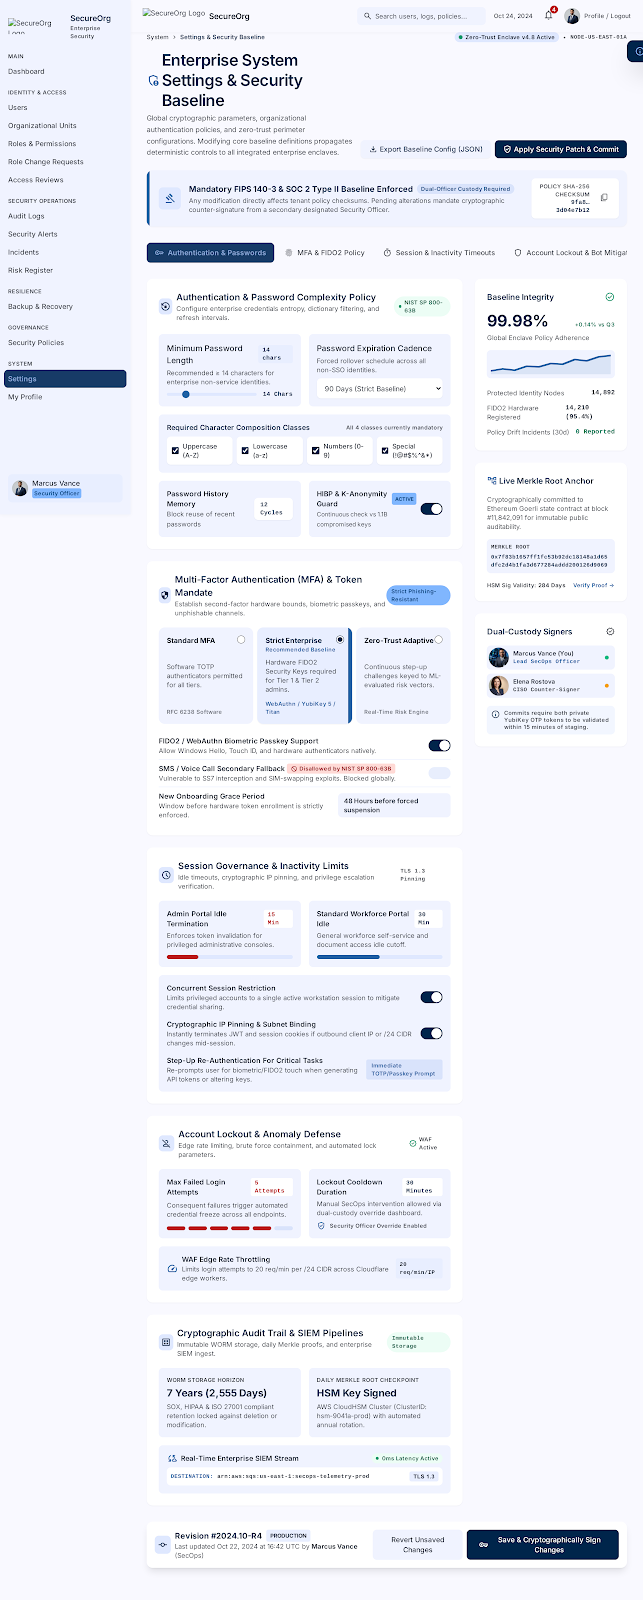 SecureOrg Logo
SecureOrg
Enterprise
Security
MAIN
Dashboard
IDENTITY & ACCESS
Users
Organizational Units
Roles & Permissions
Role Change Requests
Access Reviews
SECURITY OPERATIONS
Audit Logs
Security Alerts
Incidents
Risk Register
RESILIENCE
Backup & Recovery
GOVERNANCE
Security Policies
SYSTEM
Settings
My Profile
Marcus Vance
Security Officer
SecureOrg Logo SecureOrg
Search users, logs, policies...
Oct 24, 2024
4
Profile / Logout
System > Settings & Security Baseline
Zero-Trust Enclave v4.8 Active
• NODE-US-EAST-01A
Enterprise System
Settings & Security
Baseline
Global cryptographic parameters, organizational
authentication policies, and zero-trust perimeter
configurations. Modifying core baseline definitions propagates
deterministic controls to all integrated enterprise enclaves.
Export Baseline Config (JSON)
Apply Security Patch & Commit
Mandatory FIPS 140-3 & SOC 2 Type II Baseline Enforced Dual-Officer Custody Required
Any modification directly affects tenant policy checksums. Pending alterations mandate cryptographic
counter-signature from a secondary designated Security Officer.
POLICY SHA-256
CHECKSUM
9fa8…
3d04e7b12
Authentication & Passwords
MFA & FIDO2 Policy
Session & Inactivity Timeouts
Account Lockout & Bot Mitigat
Authentication & Password Complexity Policy
Configure enterprise credentials entropy, dictionary filtering, and
refresh intervals.
NIST SP 800-
63B
Minimum Password
Length
14
chars
Recommended ≥ 14 characters for
enterprise non-service identities.
14 Chars
Password Expiration Cadence
Forced rollover schedule across all
non-SSO identities.
90 Days (Strict Baseline)
Required Character Composition Classes
All 4 classes currently mandatory
Uppercase
(A-Z)
Lowercase
(a-z)
Numbers (0-
9)
Special
(!@#$%^&*)
Password History
Memory
Block reuse of recent
passwords
12
Cycles
HIBP & K-Anonymity
Guard
Continuous check vs 1.1B
compromised keys
ACTIVE
Multi-Factor Authentication (MFA) & Token
Mandate
Establish second-factor hardware bounds, biometric passkeys, and
unphishable channels.
Strict Phishing-
Resistant
Standard MFA
Software TOTP
authenticators permitted
for all tiers.
RFC 6238 Software
Strict Enterprise
Recommended Baseline
Hardware FIDO2
Security Keys required
for Tier 1 & Tier 2
admins.
WebAuthn / YubiKey 5 /
Titan
Zero-Trust Adaptive
Continuous step-up
challenges keyed to ML-
evaluated risk vectors.
Real-Time Risk Engine
FIDO2 / WebAuthn Biometric Passkey Support
Allow Windows Hello, Touch ID, and hardware authenticators natively.
SMS / Voice Call Secondary Fallback Disallowed by NIST SP 800-63B
Vulnerable to SS7 interception and SIM-swapping exploits. Blocked globally.
New Onboarding Grace Period
Window before hardware token enrollment is strictly
enforced.
48 Hours before forced
suspension
Session Governance & Inactivity Limits
Idle timeouts, cryptographic IP pinning, and privilege escalation
verification.
TLS 1.3
Pinning
Admin Portal Idle
Termination
15
Min
Enforces token invalidation for
privileged administrative consoles.
Standard Workforce Portal
Idle
30
Min
General workforce self-service and
document access idle cutoff.
Concurrent Session Restriction
Limits privileged accounts to a single active workstation session to mitigate
credential sharing.
Cryptographic IP Pinning & Subnet Binding
Instantly terminates JWT and session cookies if outbound client IP or /24 CIDR
changes mid-session.
Step-Up Re-Authentication For Critical Tasks
Re-prompts user for biometric/FIDO2 touch when generating
API tokens or altering keys.
Immediate
TOTP/Passkey Prompt
Account Lockout & Anomaly Defense
Edge rate limiting, brute force containment, and automated lock
parameters.
WAF
Active
Max Failed Login
Attempts
5
Attempts
Consequent failures trigger automated
credential freeze across all endpoints.
Lockout Cooldown
Duration
30
Minutes
Manual SecOps intervention allowed via
dual-custody override dashboard.
Security Officer Override Enabled
WAF Edge Rate Throttling
Limits login attempts to 20 req/min per /24 CIDR across Cloudflare
edge workers.
20
req/min/IP
Cryptographic Audit Trail & SIEM Pipelines
Immutable WORM storage, daily Merkle proofs, and enterprise
SIEM ingest.
Immutable
Storage
WORM STORAGE HORIZON
7 Years (2,555 Days)
SOX, HIPAA & ISO 27001 compliant
retention locked against deletion or
modification.
DAILY MERKLE ROOT CHECKPOINT
HSM Key Signed
AWS CloudHSM Cluster (ClusterID:
hsm-9041a-prod) with automated
annual rotation.
Real-Time Enterprise SIEM Stream
0ms Latency Active
DESTINATION: arn:aws:sqs:us-east-1:secops-telemetry-prod
TLS 1.3
Baseline Integrity
99.98%
+0.14% vs Q3
Global Enclave Policy Adherence
Protected Identity Nodes 14,892
FIDO2 Hardware
Registered
14,210
(95.4%)
Policy Drift Incidents (30d) 0 Reported
Live Merkle Root Anchor
Cryptographically committed to
Ethereum Goerli state contract at block
#11,842,091 for immutable public
auditability.
MERKLE ROOT
HSM Sig Validity: 284 Days
Verify Proof →
Dual-Custody Signers
Marcus Vance (You)
Lead SecOps Officer
Elena Rostova
CISO Counter-Signer
Commits require both private
YubiKey OTP tokens to be validated
within 15 minutes of staging.
Revision #2024.10-R4 PRODUCTION
Last updated Oct 22, 2024 at 16:42 UTC by Marcus Vance
(SecOps)
Revert Unsaved
Changes
Save & Cryptographically Sign
Changes